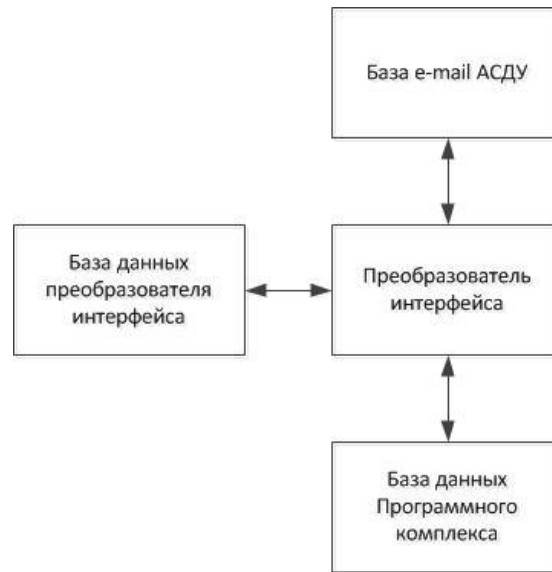 База e-mail АСДУ
База данных
преобразователя
интерфейса
Преобразователь
интерфейса
База данных
Программного
комплекса